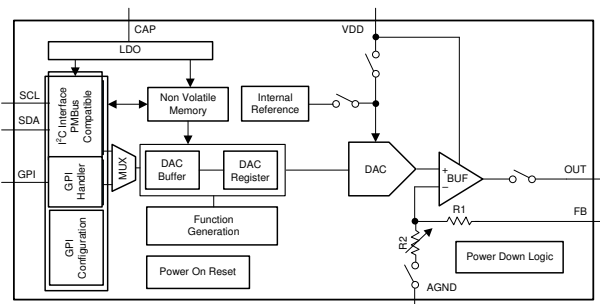 CAP
VDD
LDO
SCL
SDA
GPI
I²C Interface
PMBus
Compatible
GPI
Handler
GPI
Configuration
MUX
Non Volatile
Memory
Internal
Reference
DAC
Buffer
DAC
Register
Function
Generation
Power On Reset
DAC
+
BUF
−
OUT
R1
FB
R2
Power Down Logic
AGND